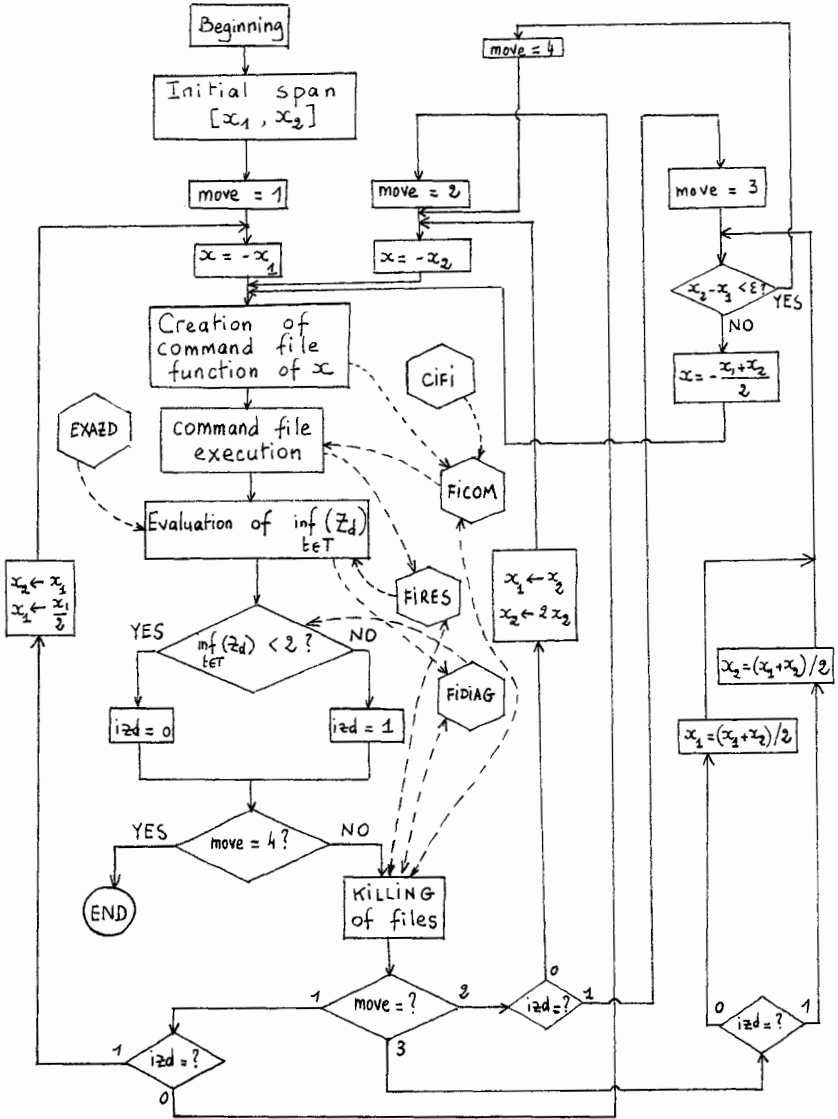 Beginning
move = 4
Initial span
[x₁, x₂]
move = 1
move = 2
move = 3
x = -x₁
x = -x₂
x₂-x₁ < ε?
YES
NO
Creation of
command file
function of x
x = -(x₁+x₂)/2
CIFI
EXAZD
command file
execution
FICOM
Evaluation of inf (Zd)
t∈T
x₂ ← x₁
x₁ ← x₁/2
x₁ ← x₂
x₂ ← 2x₂
FIRES
YES
inf (Zd) < 2 ?
t∈T
NO
x₂=(x₁+x₂)/2
FIDIAG
izd = 0
izd = 1
x₁=(x₁+x₂)/2
YES
move = 4?
NO
END
KILLING
of files
1
move = ?
2
3
0
izd = ?
1
0
izd = ?
1
1
izd = ?
0